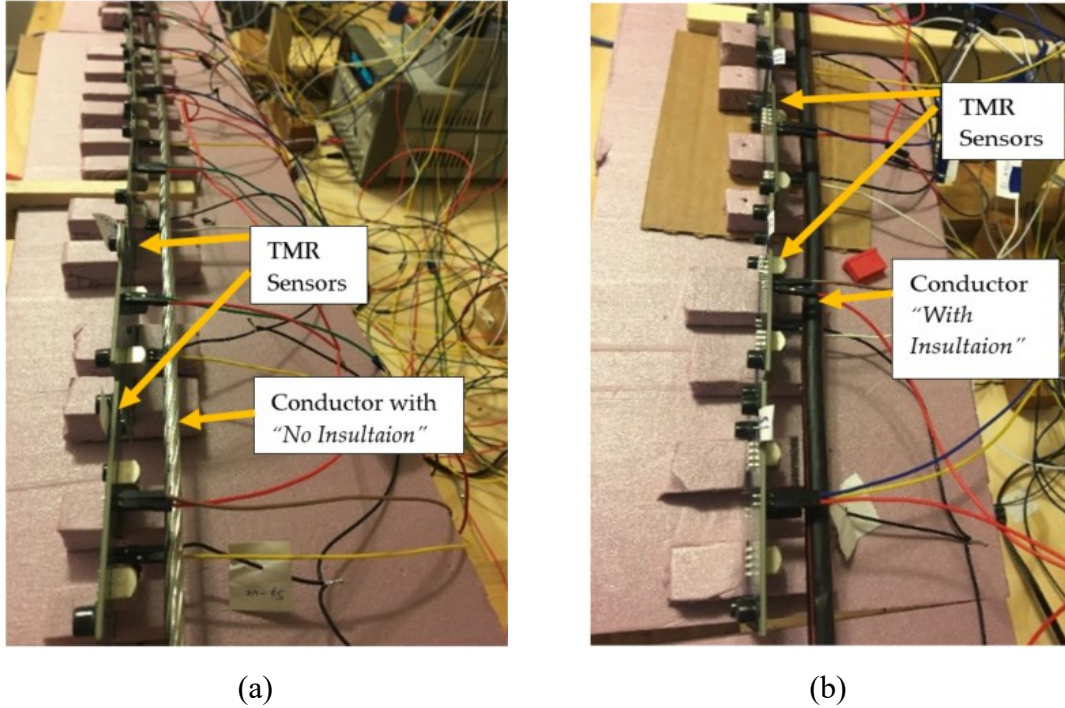 TMR
Sensors
Conductor with
“No Insultaion”
TMR
Sensors
Conductor
“With
Insultaion”
(a)
(b)